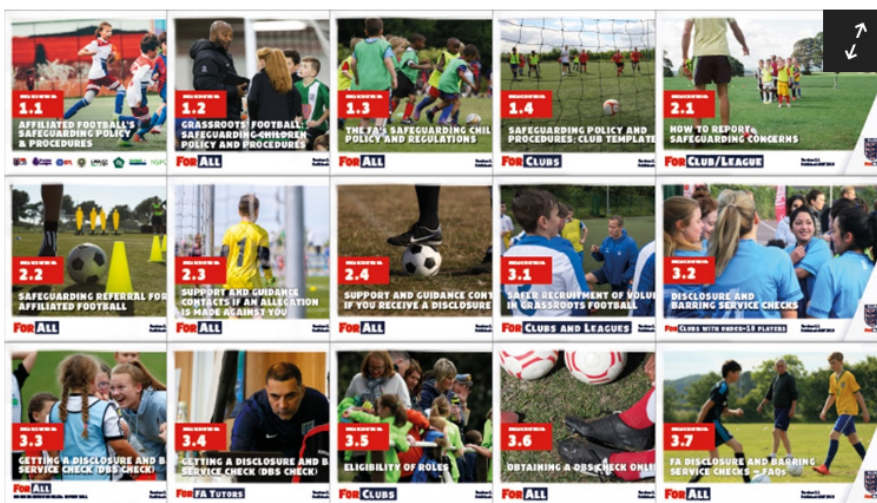 1.1
AFFILIATED FOOTBALL'S
SAFEGUARDING POLICY
& PROCEDURES
1.2
GRASSROOTS FOOTBALL:
SAFEGUARDING CHILDREN
POLICY AND PROCEDURES
FOR ALL
1.3
THE FA'S SAFEGUARDING CHIL
POLICY AND REGULATIONS
FOR ALL
1.4
SAFEGUARDING POLICY AND
PROCEDURES: CLUB TEMPLATE
FOR CLUBS
2.1
HOW TO REPORT
SAFEGUARDING CONCERNS
FOR CLUB/LEAGUE
2.2
SAFEGUARDING REFERRAL FOR
AFFILIATED FOOTBALL
FOR ALL
2.3
SUPPORT AND GUIDANCE
CONTACTS IF AN ALLEGATION
IS MADE AGAINST YOU
FOR ALL
2.4
SUPPORT AND GUIDANCE CONT
IF YOU RECEIVE A DISCLOSURE
FOR ALL
3.1
SAFER RECRUITMENT OF VOLU
IN GRASSROOTS FOOTBALL
FOR CLUBS AND LEAGUES
3.2
DISCLOSURE AND
BARRING SERVICE CHECKS
FOR CLUBS WITH UNDER-18 PLAYERS
3.3
GETTING A DISCLOSURE AND B
SERVICE CHECK (DBS CHECK)
FOR ALL
3.4
GETTING A DISCLOSURE AND B
SERVICE CHECK (DBS CHECK)
FOR FA TUTORS
3.5
ELIGIBILITY OF ROLES
FOR CLUBS
3.6
OBTAINING A DBS CHECK ONLI
FOR ALL
3.7
FA DISCLOSURE AND BARRING
SERVICE CHECKS - FAQS
FOR ALL